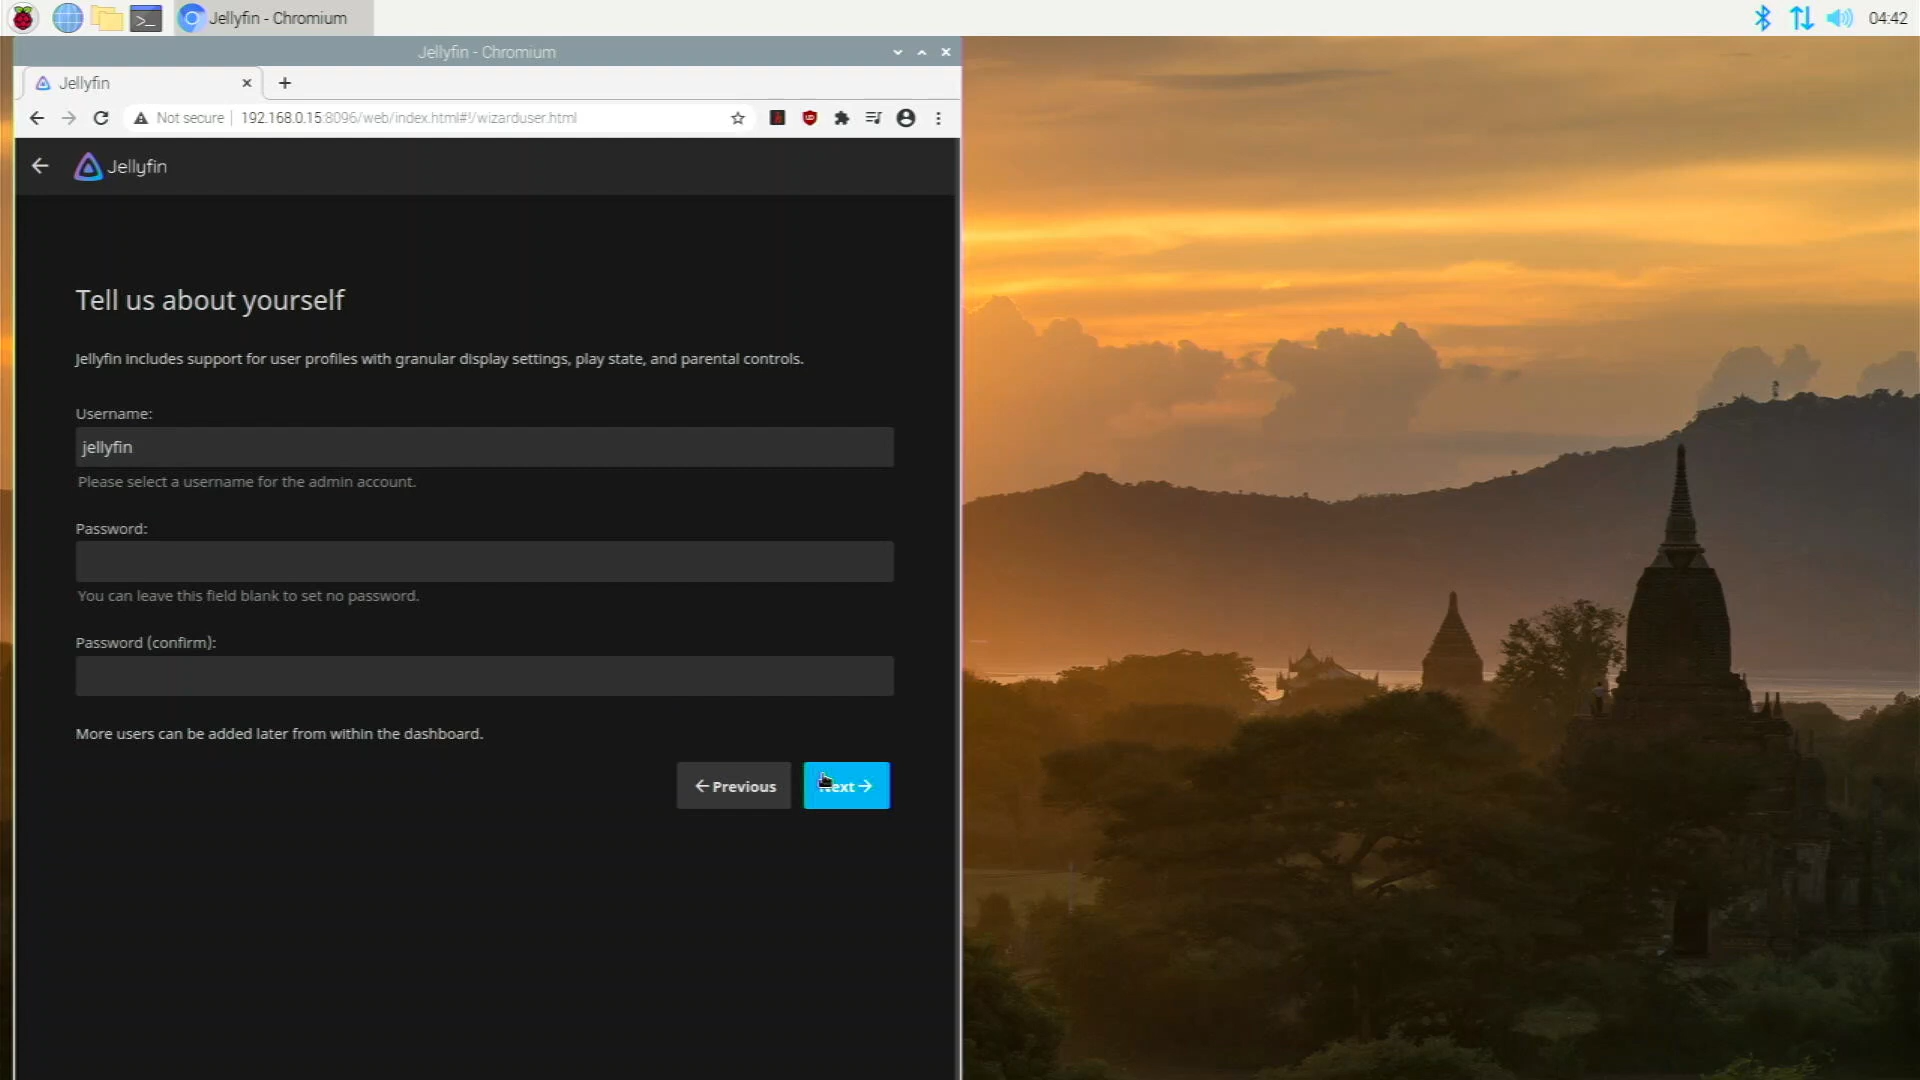 Jellyfin - Chromium
04:42
Jellyfin - Chromium
Jellyfin
Not secure
192.168.0.15:8096/web/index.html#!/wizarduser.html
Jellyfin
Tell us about yourself
Jellyfin includes support for user profiles with granular display settings, play state, and parental controls.
Username:
jellyfin
Please select a username for the admin account.
Password:
You can leave this field blank to set no password.
Password (confirm):
More users can be added later from within the dashboard.
Previous
Next